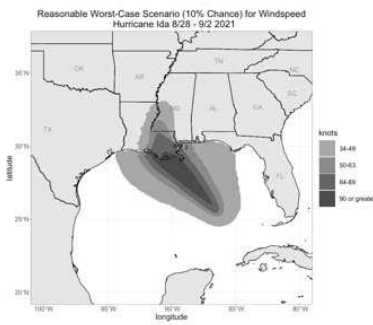 Reasonable Worst-Case Scenario (10% Chance) for Windspeed
Hurricane Ida 8/28 - 9/2 2021
35°N
30°N
25°N
20°N
latitude
OK
AR
TN
NC
SC
TX
MS
AL
GA
FL
knots
34-49
50-63
64-89
90 or greate
100°W
95°W
90°W
85°W
80°W
longitude